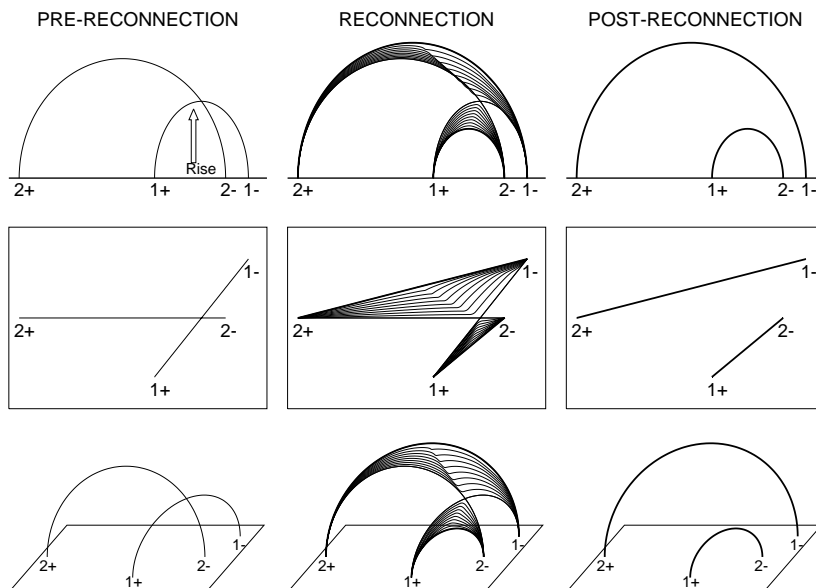 PRE-RECONNECTION RECONNECTION POST-RECONNECTION
Rise
2+ 1+ 2- 1- 2+ 1+ 2- 1- 2+ 1+ 2- 1-
1- 1- 1-
2+ 2- 2+ 2- 2+ 2-
1+ 1+ 1+
1- 1- 1-
2+ 2- 2+ 2- 2+ 2-
1+ 1+ 1+